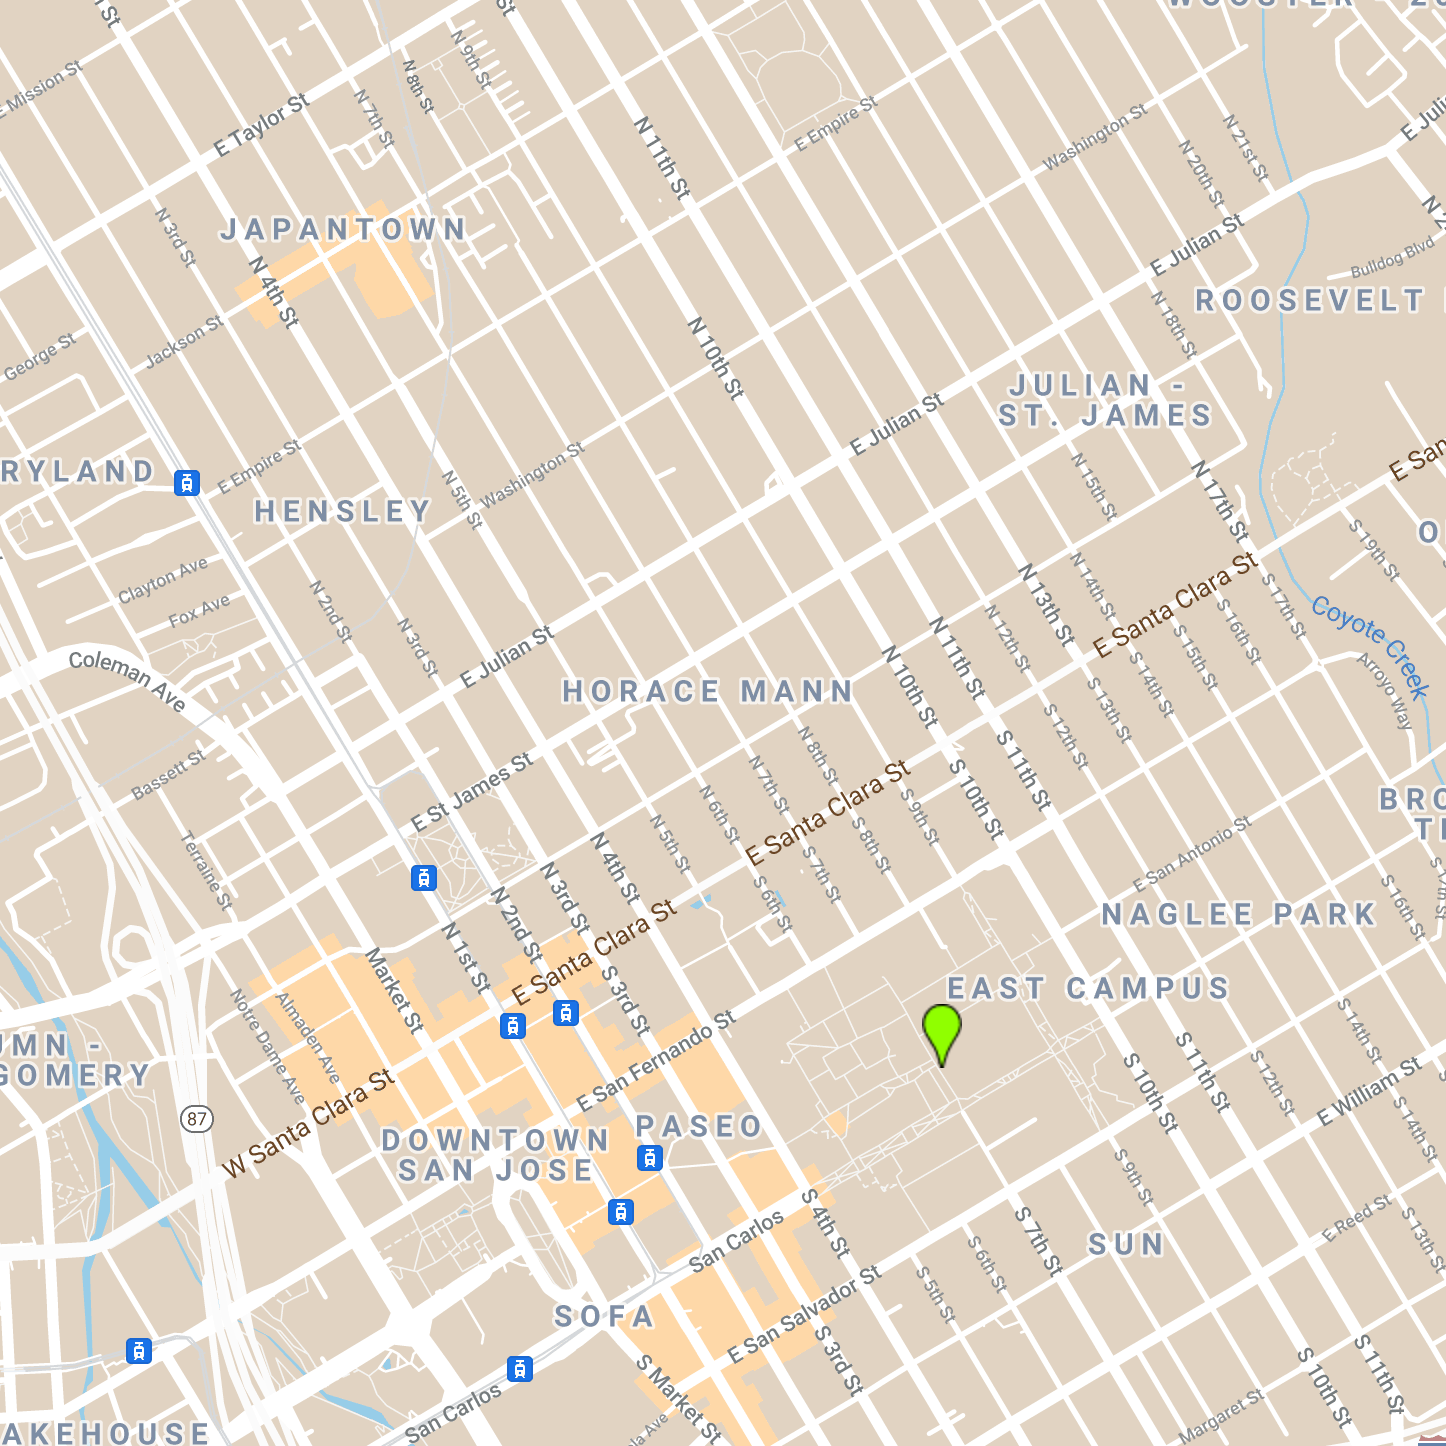 WOOSTER
N 9th St
N 8th St
N 7th St
E Mission St
E Taylor St
N 11th St
E Empire St
Washington St
N 21st St
N 20th St
E Julian St
Bulldog Blvd
N 3rd St
JAPANTOWN
N 4th St
Jackson St
George St
ROOSEVELT
N 18th St
N 10th St
E Julian St
JULIAN -
ST. JAMES
E Empire St
HENSLEY
N 5th St
Washington St
N 15th St
N 17th St
S 19th St
Clayton Ave
Fox Ave
N 2nd St
N 3rd St
E Julian St
Coleman Ave
Bassett St
HORACE MANN
N 10th St
N 11th St
N 12th St
N 13th St
N 14th St
E Santa Clara St
S 17th St
S 16th St
S 15th St
S 14th St
S 13th St
S 12th St
Coyote Creek
Arroyo Way
E St James St
N 8th St
N 7th St
N 6th St
N 5th St
E Santa Clara St
S 11th St
S 10th St
S 9th St
S 8th St
S 7th St
S 6th St
E San Antonio St
NAGLEE PARK
S 16th St
Terraine St
N 4th St
N 3rd St
N 2nd St
N 1st St
E Santa Clara St
S 3rd St
Market St
Almaden Ave
Notre Dame Ave
EAST CAMPUS
E San Fernando St
87
W Santa Clara St
DOWNTOWN
SAN JOSE
PASEO
S 14th St
S 12th St
S 11th St
S 10th St
E William St
S 14th St
S 9th St
S 13th St
E Reed St
SUN
S 7th St
S 6th St
S 5th St
S 4th St
San Carlos
SOFA
E San Salvador St
S 3rd St
S Market St
San Carlos
S 10th St
S 11th St
Margaret St